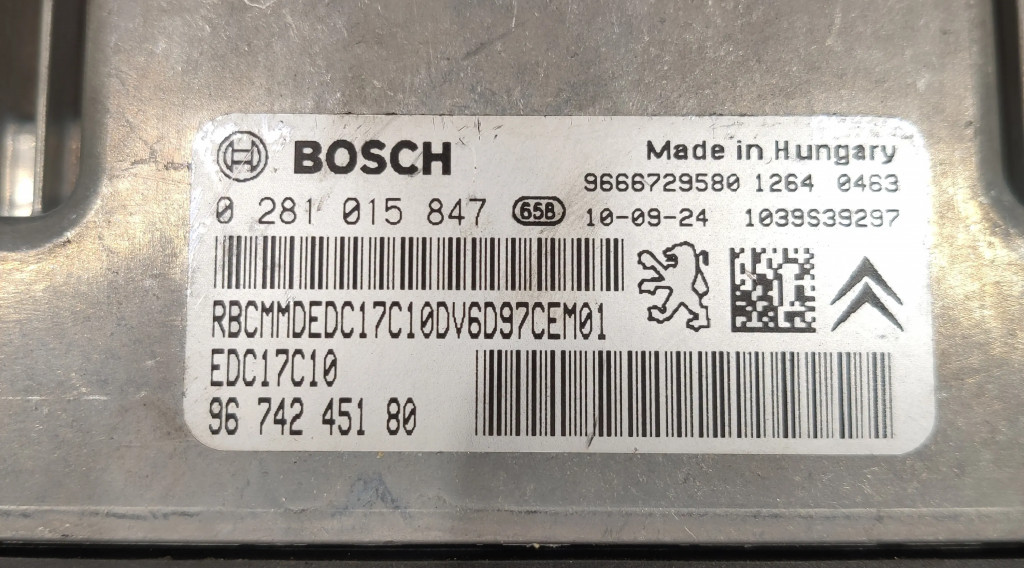 BOSCH
Made in Hungary
9666729580 1264 0463
0 281 015 847 65B 10-09-24 1039S39297
RBCMMDEDC17C10DV6D97CEM01
EDC17C10
96 742 451 80